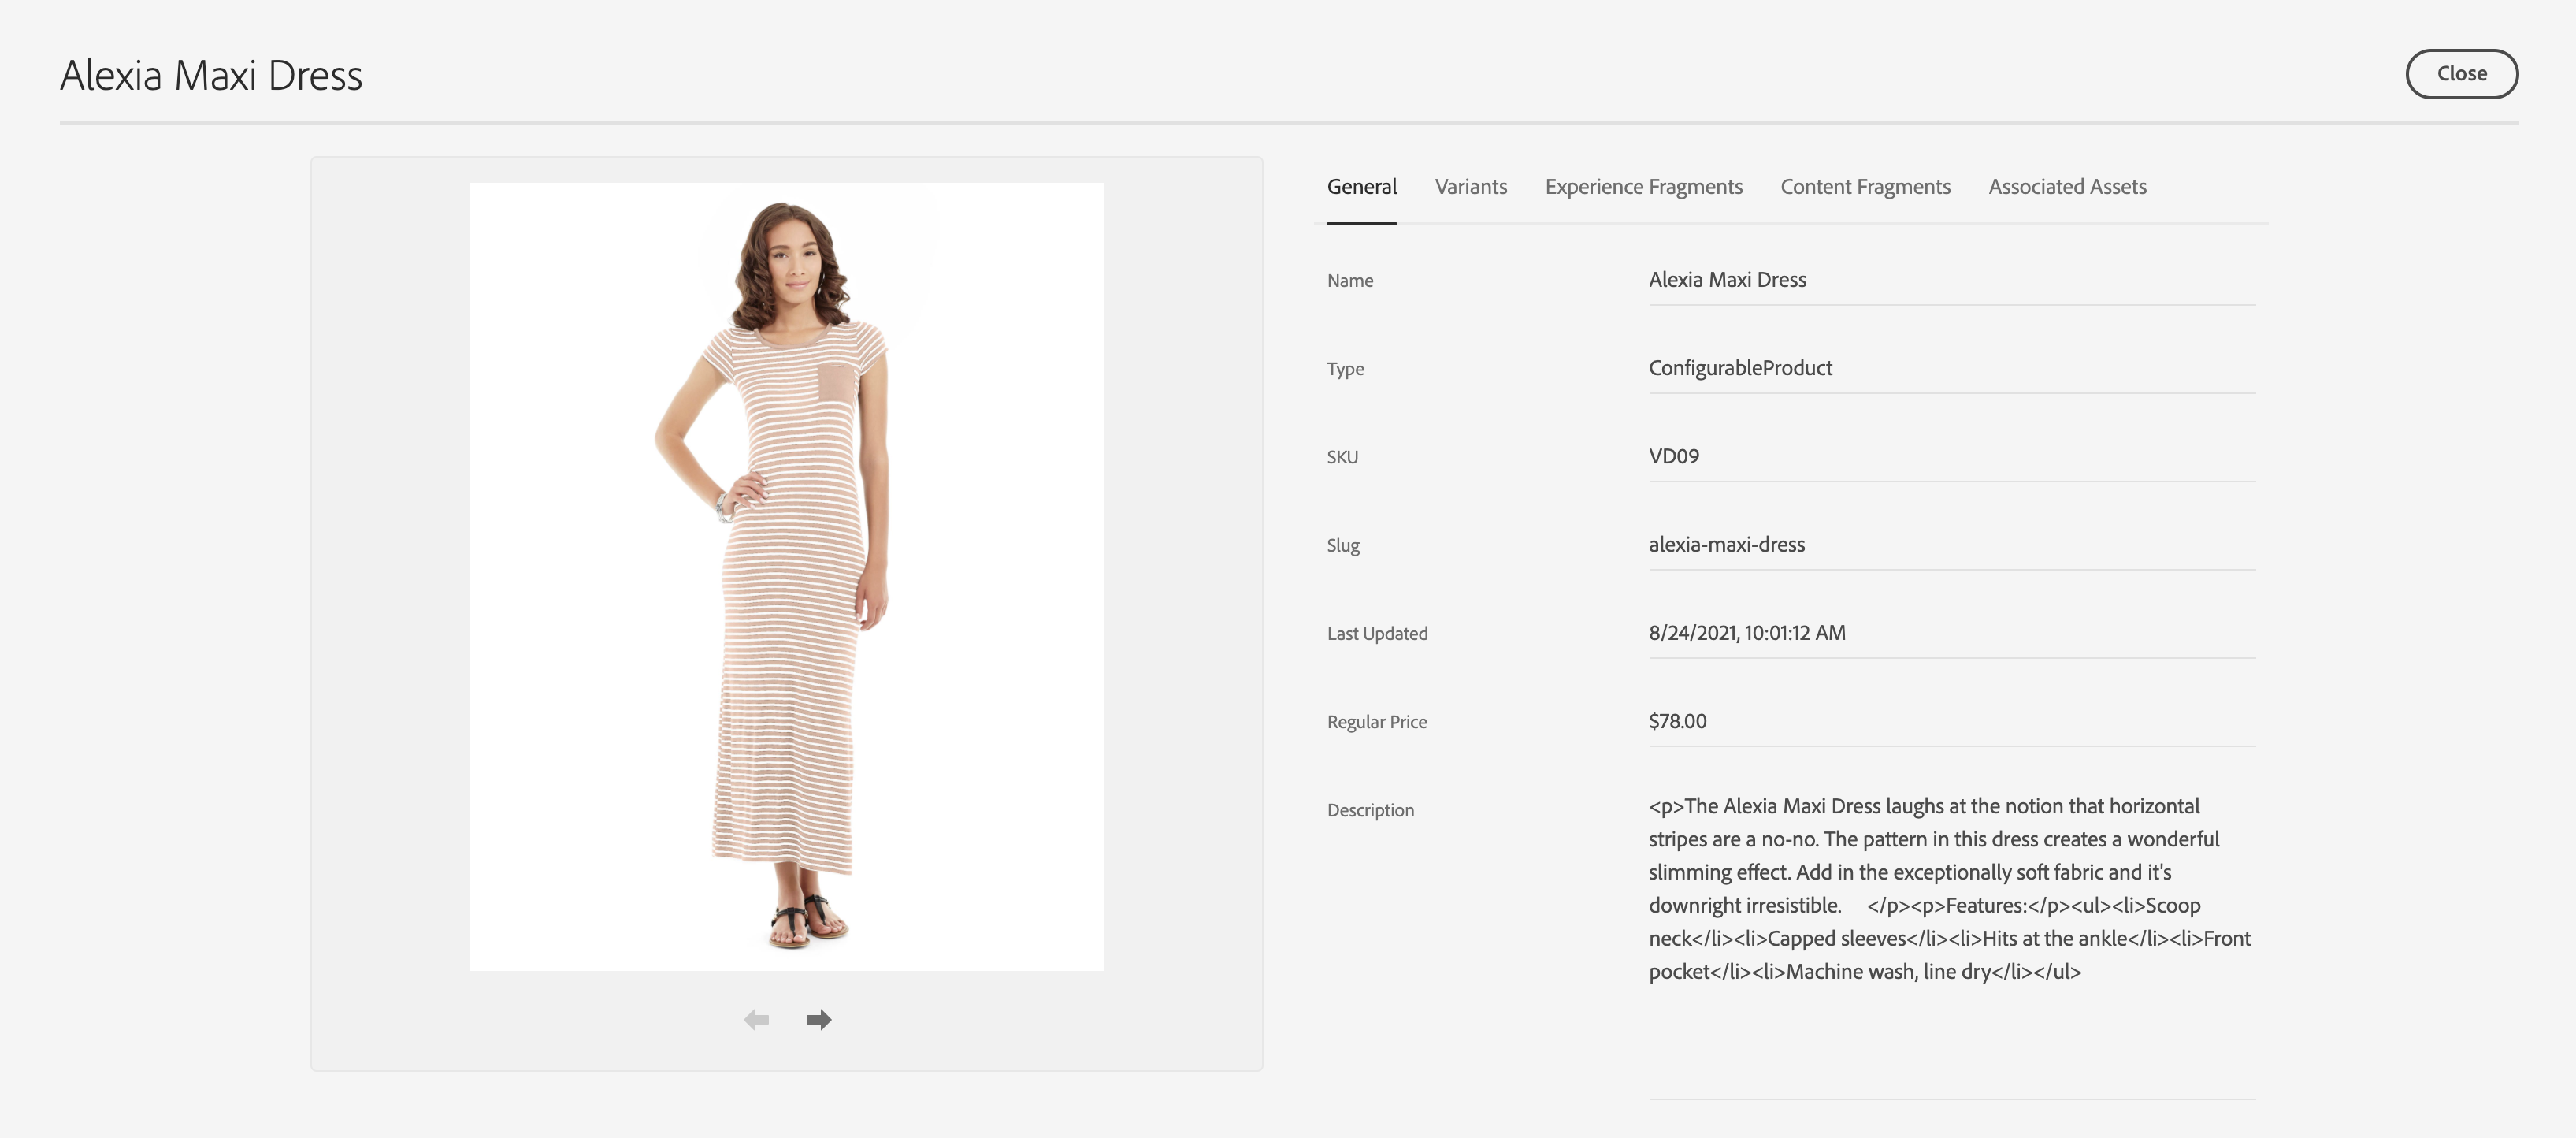 Alexia Maxi Dress
Close
General Variants Experience Fragments Content Fragments Associated Assets
Name Alexia Maxi Dress
Type ConfigurableProduct
SKU VD09
Slug alexia-maxi-dress
Last Updated 8/24/2021, 10:01:12 AM
Regular Price $78.00
Description <p>The Alexia Maxi Dress laughs at the notion that horizontal
stripes are a no-no. The pattern in this dress creates a wonderful
slimming effect. Add in the exceptionally soft fabric and it's
downright irresistible.     </p><p>Features:</p><ul><li>Scoop
neck</li><li>Capped sleeves</li><li>Hits at the ankle</li><li>Front
pocket</li><li>Machine wash, line dry</li></ul>